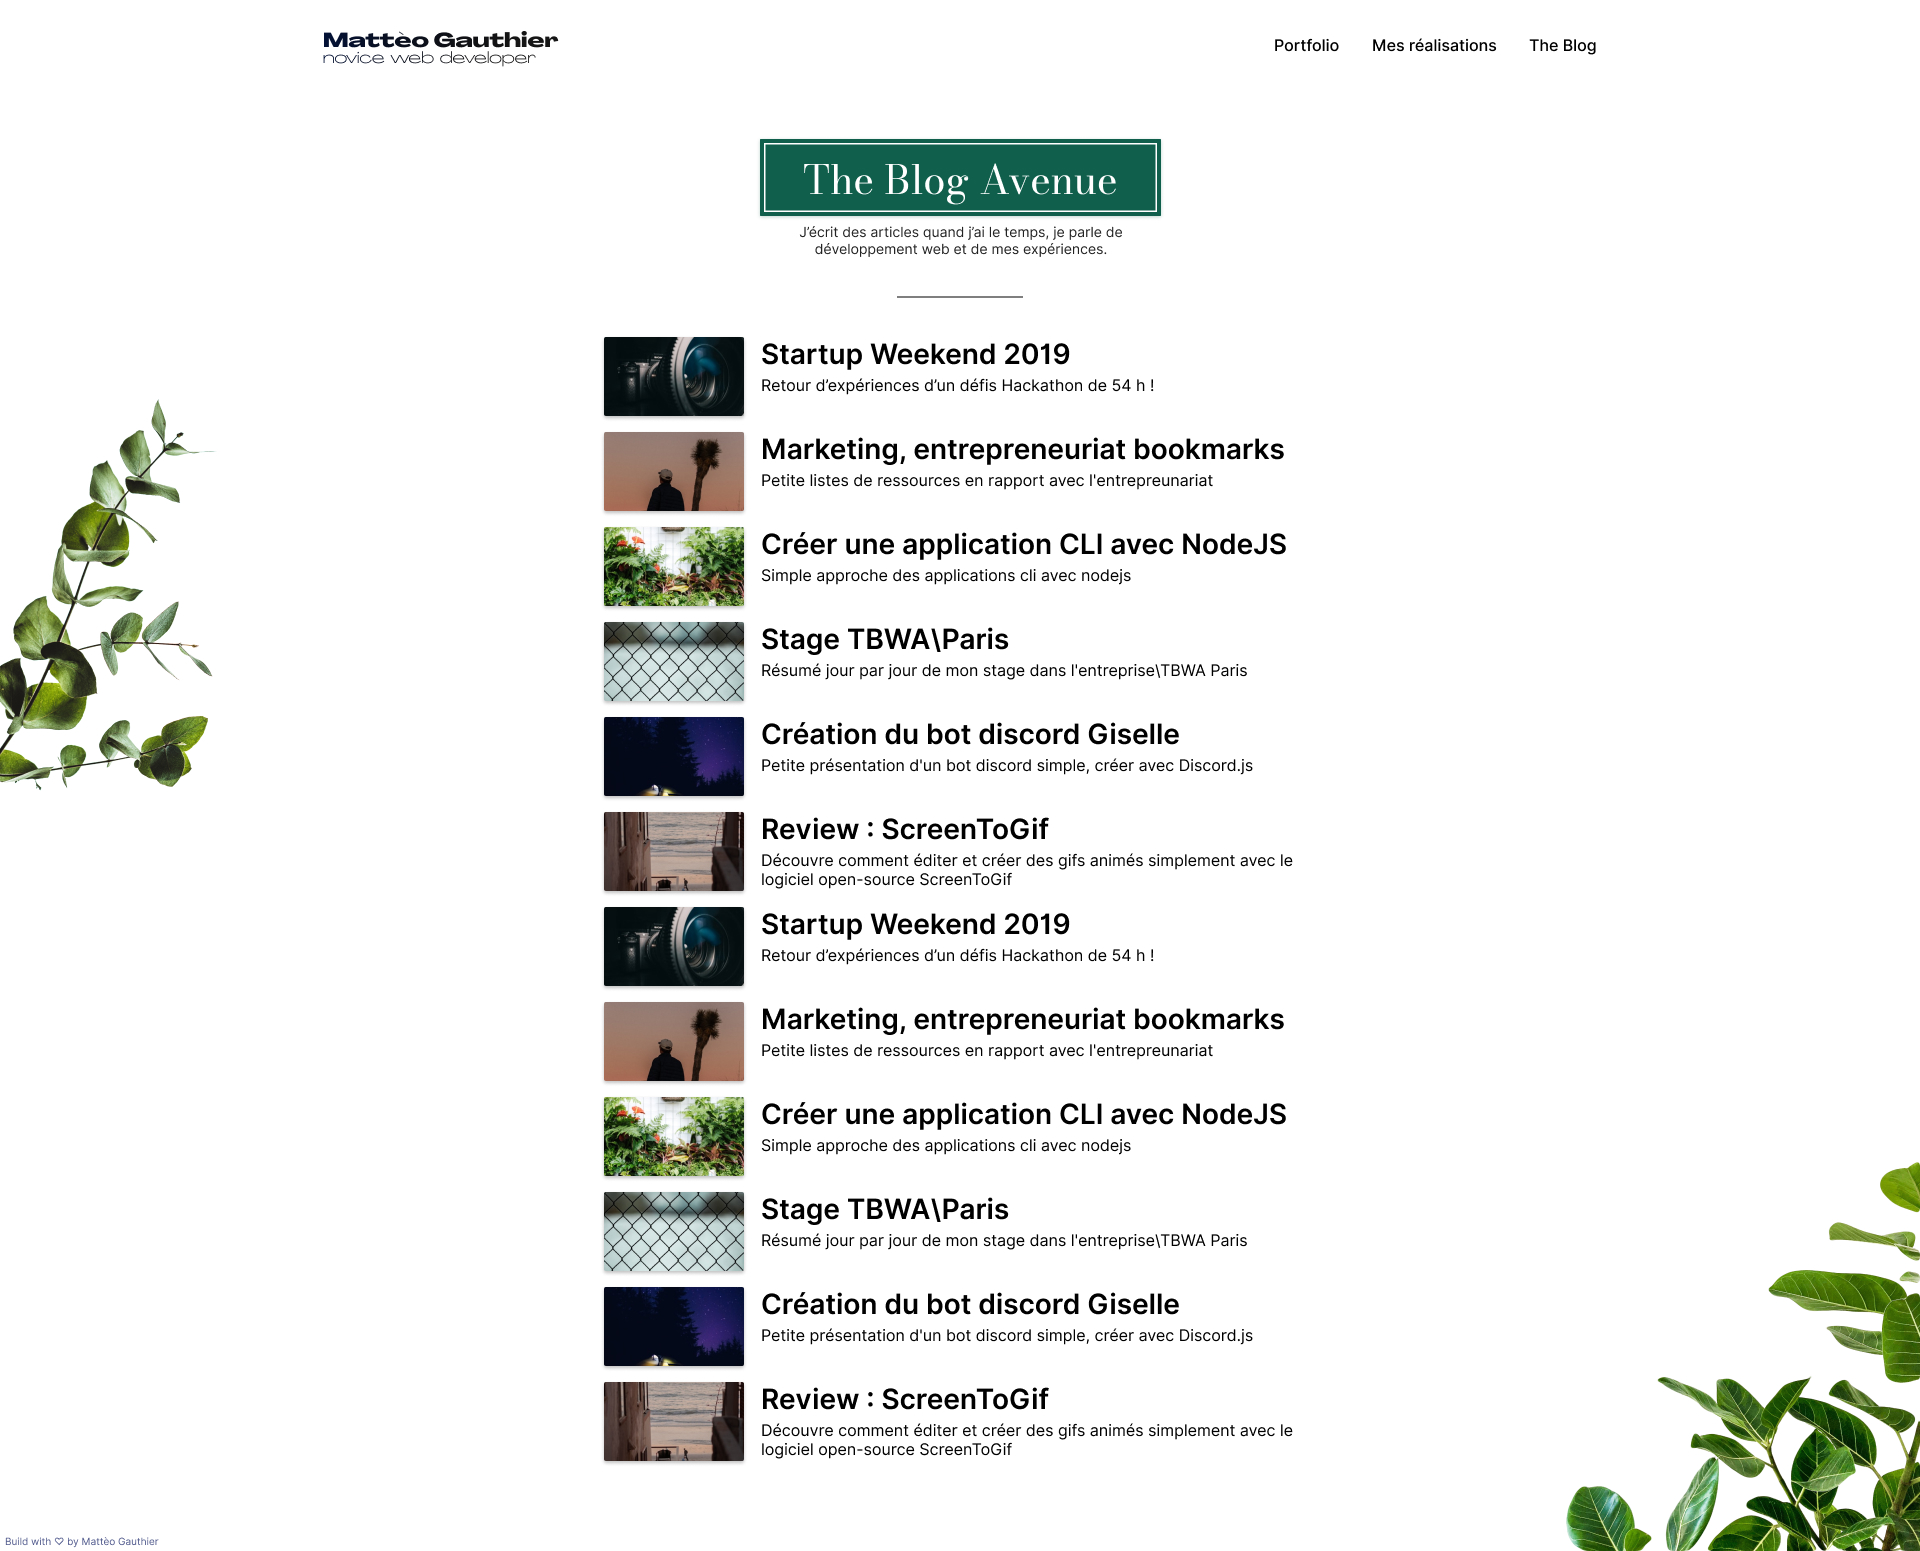 Mattèo Gauthier
novice web developer
Portfolio Mes réalisations The Blog
The Blog Avenue
J’écrit des articles quand j’ai le temps, je parle de
développement web et de mes expériences.
Startup Weekend 2019
Retour d’expériences d’un défis Hackathon de 54 h !
Marketing, entrepreneuriat bookmarks
Petite listes de ressources en rapport avec l'entrepreunariat
Créer une application CLI avec NodeJS
Simple approche des applications cli avec nodejs
Stage TBWA\Paris
Résumé jour par jour de mon stage dans l'entreprise\TBWA Paris
Création du bot discord Giselle
Petite présentation d'un bot discord simple, créer avec Discord.js
Review : ScreenToGif
Découvre comment éditer et créer des gifs animés simplement avec le
logiciel open-source ScreenToGif
Startup Weekend 2019
Retour d’expériences d’un défis Hackathon de 54 h !
Marketing, entrepreneuriat bookmarks
Petite listes de ressources en rapport avec l'entrepreunariat
Créer une application CLI avec NodeJS
Simple approche des applications cli avec nodejs
Stage TBWA\Paris
Résumé jour par jour de mon stage dans l'entreprise\TBWA Paris
Création du bot discord Giselle
Petite présentation d'un bot discord simple, créer avec Discord.js
Review : ScreenToGif
Découvre comment éditer et créer des gifs animés simplement avec le
logiciel open-source ScreenToGif
Build with ♡ by Mattèo Gauthier